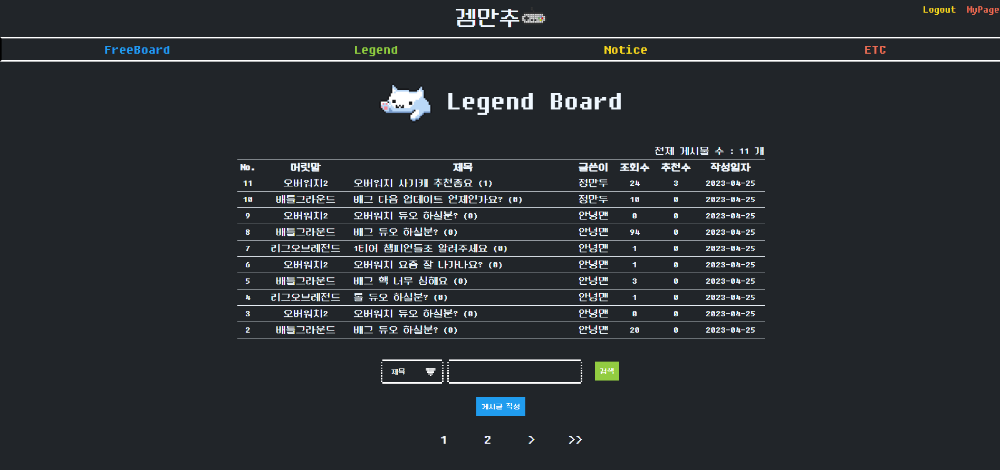 겜만추
Logout MyPage
FreeBoard Legend Notice ETC
Legend Board
전체 게시물 수 : 11 개
No. 머릿말 제목 글쓴이 조회수 추천수 작성일자
11 오버워치2 오버워치 사기캐 추천좀요 (1) 정만두 24 3 2023-04-25
10 배틀그라운드 배그 다음 업데이트 언제인가요? (0) 정만두 10 0 2023-04-25
9 오버워치2 오버워치 듀오 하실분? (0) 안녕맨 0 0 2023-04-25
8 배틀그라운드 배그 듀오 하실분? (0) 안녕맨 94 0 2023-04-25
7 리그오브레전드 1티어 챔피언들조 알려주세요 (0) 안녕맨 1 0 2023-04-25
6 오버워치2 오버워치 요즘 잘 나가나요? (0) 안녕맨 1 0 2023-04-25
5 배틀그라운드 배그 핵 너무 심해요 (0) 안녕맨 3 0 2023-04-25
4 리그오브레전드 롤 듀오 하실분? (0) 안녕맨 1 0 2023-04-25
3 오버워치2 오버워치 듀오 하실분? (0) 안녕맨 0 0 2023-04-25
2 배틀그라운드 배그 듀오 하실분? (0) 안녕맨 20 0 2023-04-25
제목 검색
게시글 작성
1 2 > >>